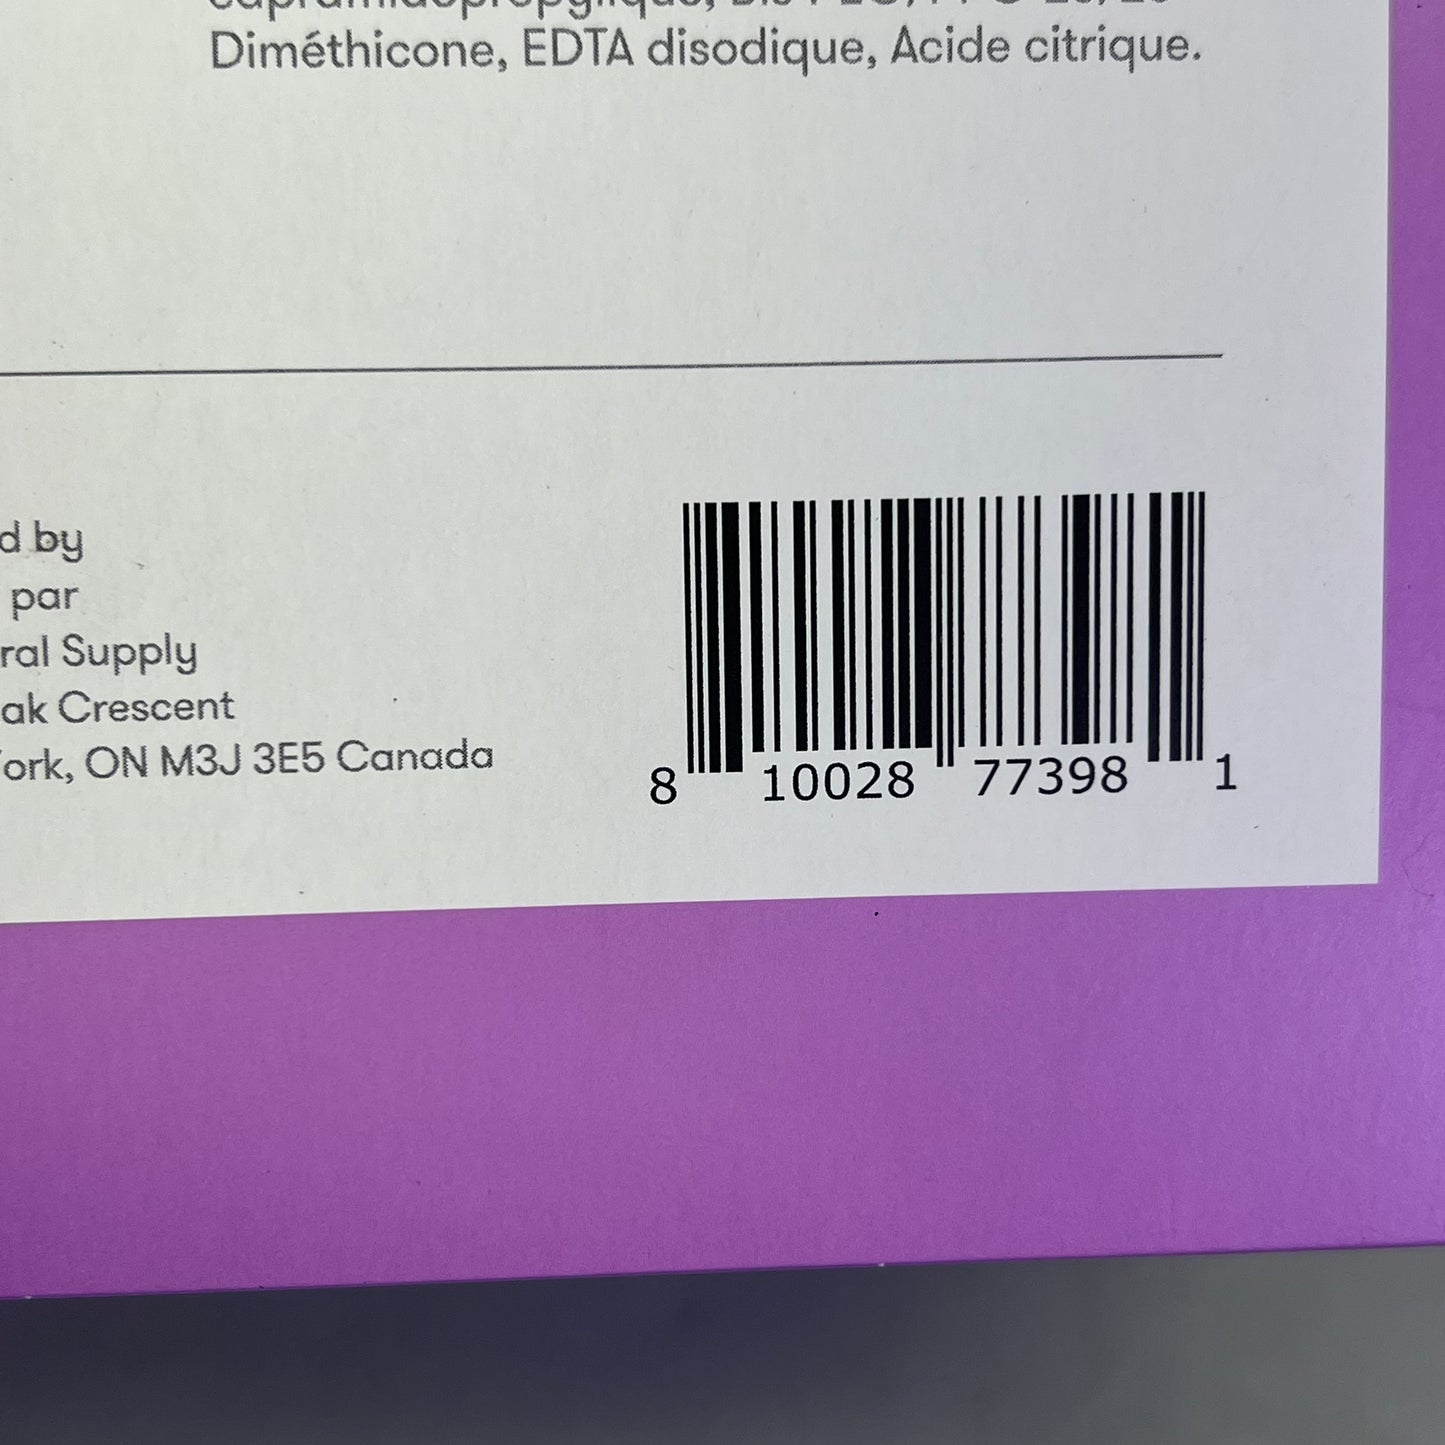 Diméthicone, EDTA disodique, Acide citrique.
d by
par
ral Supply
ak Crescent
ork, ON M3J 3E5 Canada
8 10028 77398 1